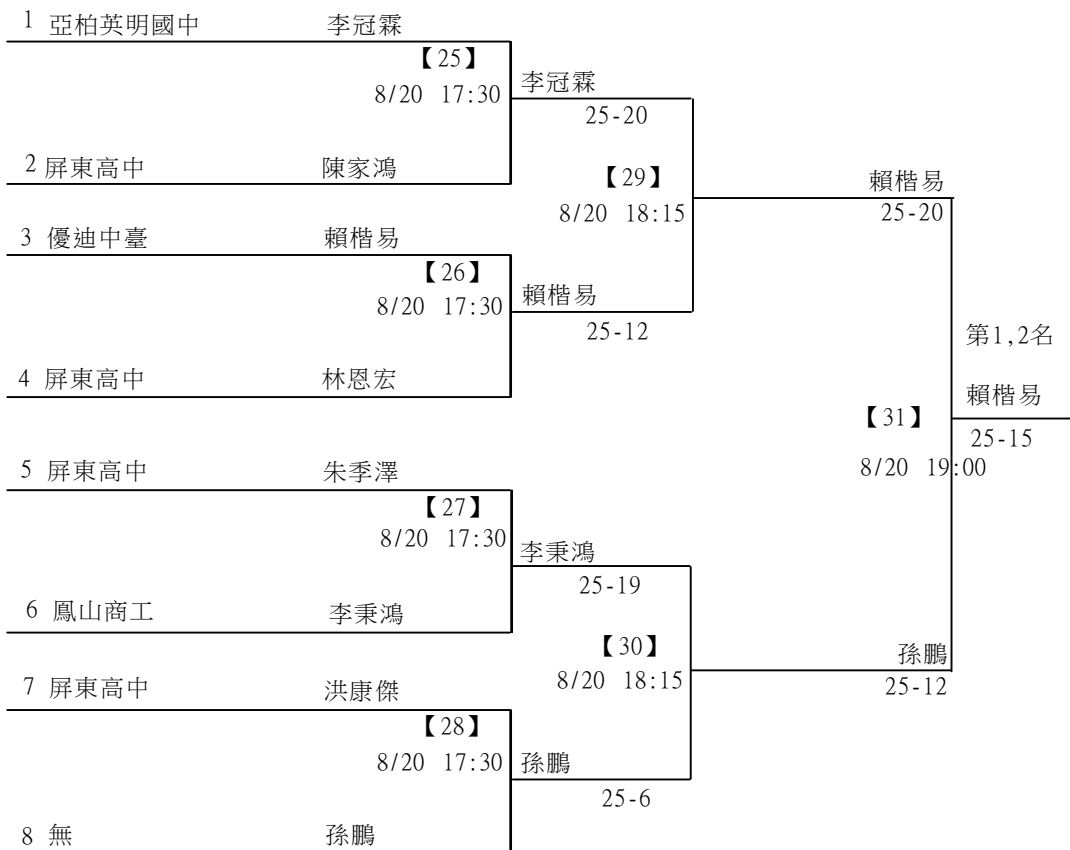 1 亞柏英明國中 李冠霖
【25】
8/20 17:30
李冠霖
25-20
2 屏東高中 陳家鴻
【29】
8/20 18:15
賴楷易
25-20
3 優迪中臺 賴楷易
【26】
8/20 17:30
賴楷易
25-12
4 屏東高中 林恩宏
第1,2名
賴楷易
【31】
25-15
8/20 19:00
5 屏東高中 朱季澤
【27】
8/20 17:30
李秉鴻
25-19
6 鳳山商工 李秉鴻
【30】
8/20 18:15
孫鵬
25-12
7 屏東高中 洪康傑
【28】
8/20 17:30
孫鵬
25-6
8 無 孫鵬